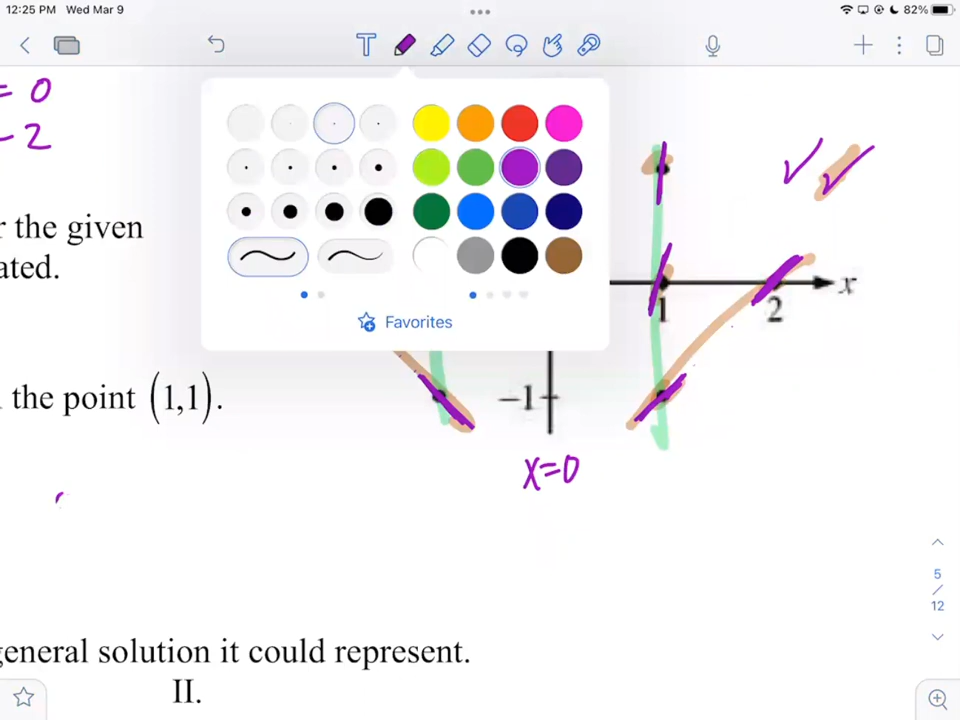 12:25 PM Wed Mar 9
82%
T
= 0
- 2
r the given
ated.
Favorites
x
1
2
the point (1,1).
−1
x=0
5
/
12
general solution it could represent.
II.